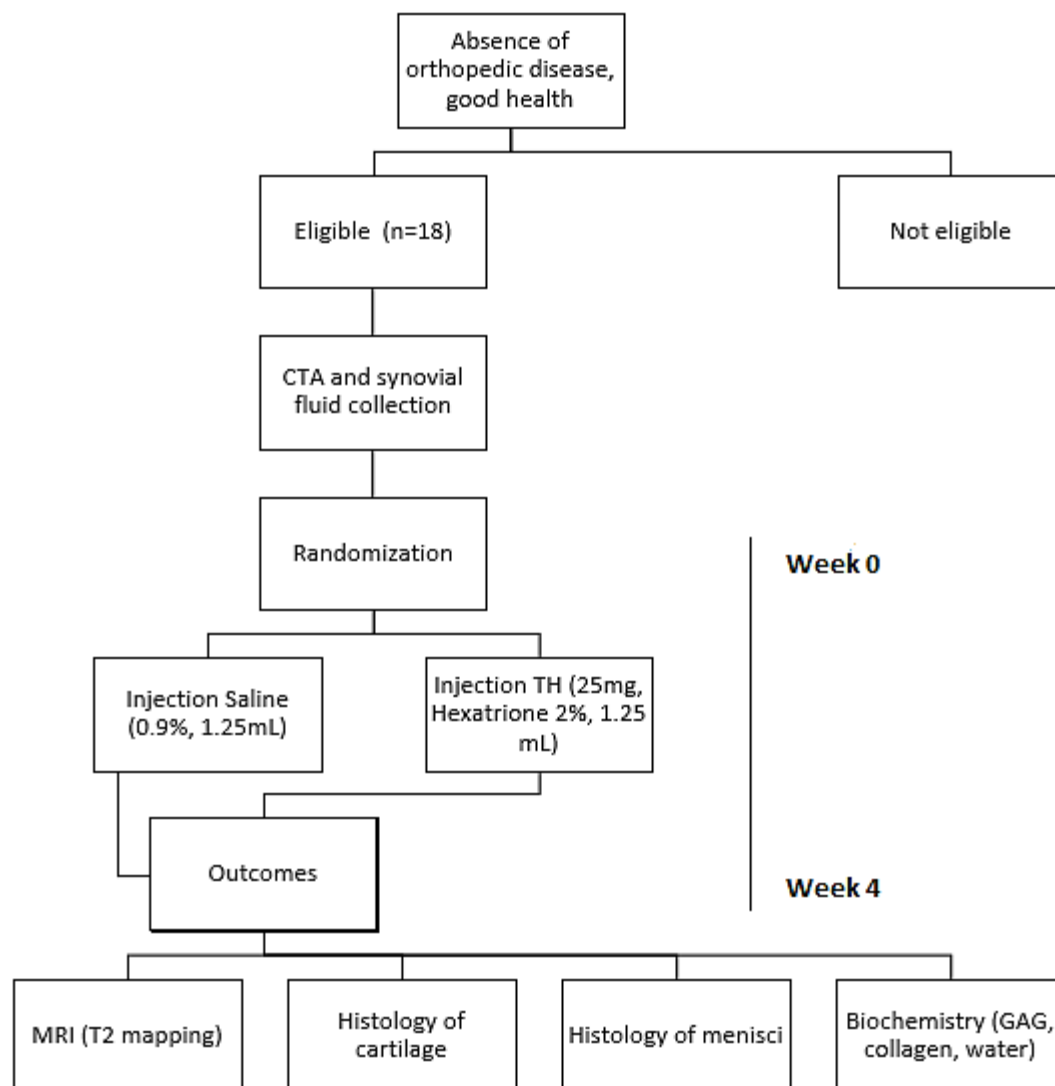 Absence of
orthopedic disease,
good health
Eligible (n=18)
Not eligible
CTA and synovial
fluid collection
Randomization
Week 0
Injection Saline
(0.9%, 1.25mL)
Injection TH (25mg,
Hexatrione 2%, 1.25
mL)
Outcomes
Week 4
MRI (T2 mapping)
Histology of
cartilage
Histology of menisci
Biochemistry (GAG,
collagen, water)